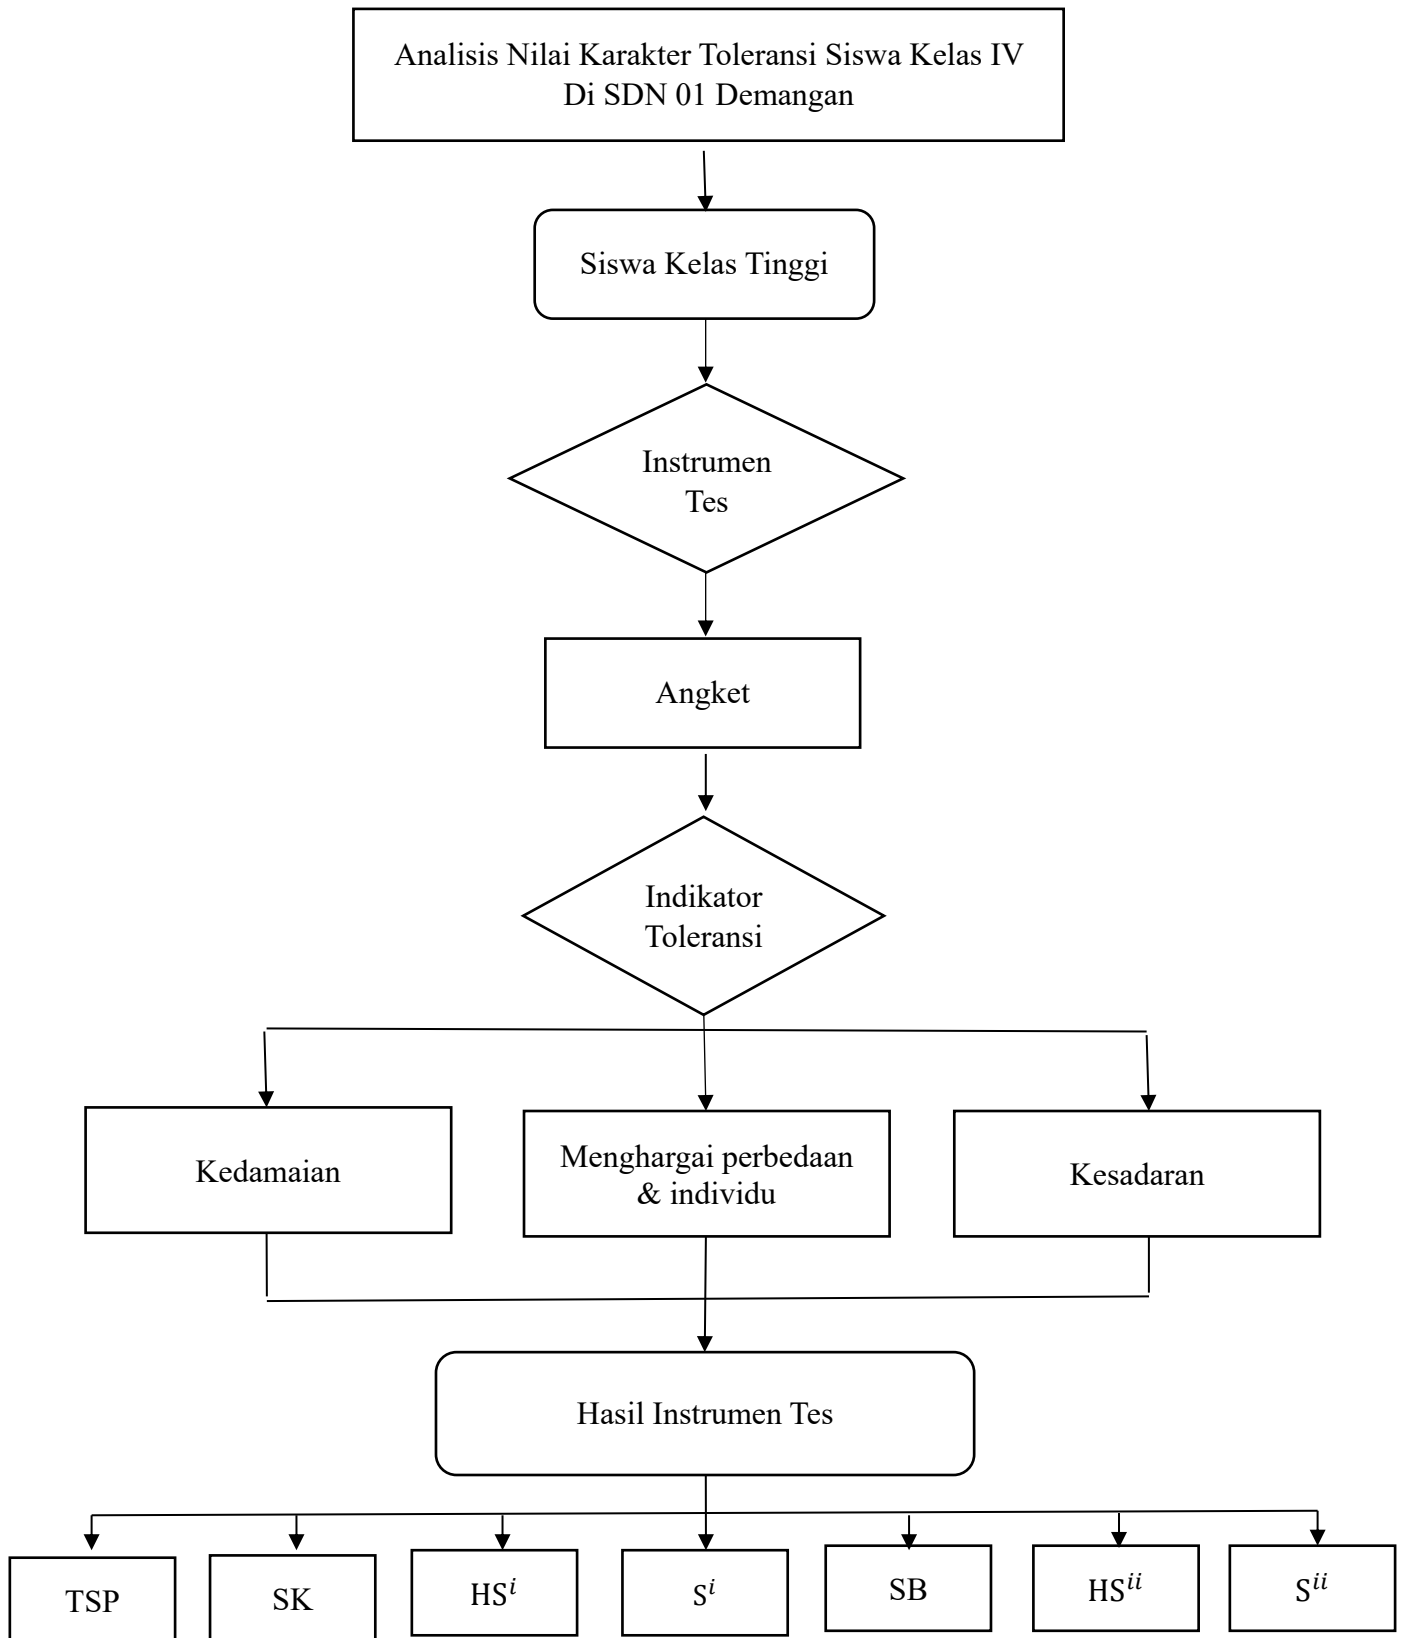 Analisis Nilai Karakter Toleransi Siswa Kelas IV
Di SDN 01 Demangan
Siswa Kelas Tinggi
Instrumen
Tes
Angket
Indikator
Toleransi
Kedamaian
Menghargai perbedaan
& individu
Kesadaran
Hasil Instrumen Tes
TSP
SK
HSⁱ
Sⁱ
SB
HSⁱⁱ
Sⁱⁱ